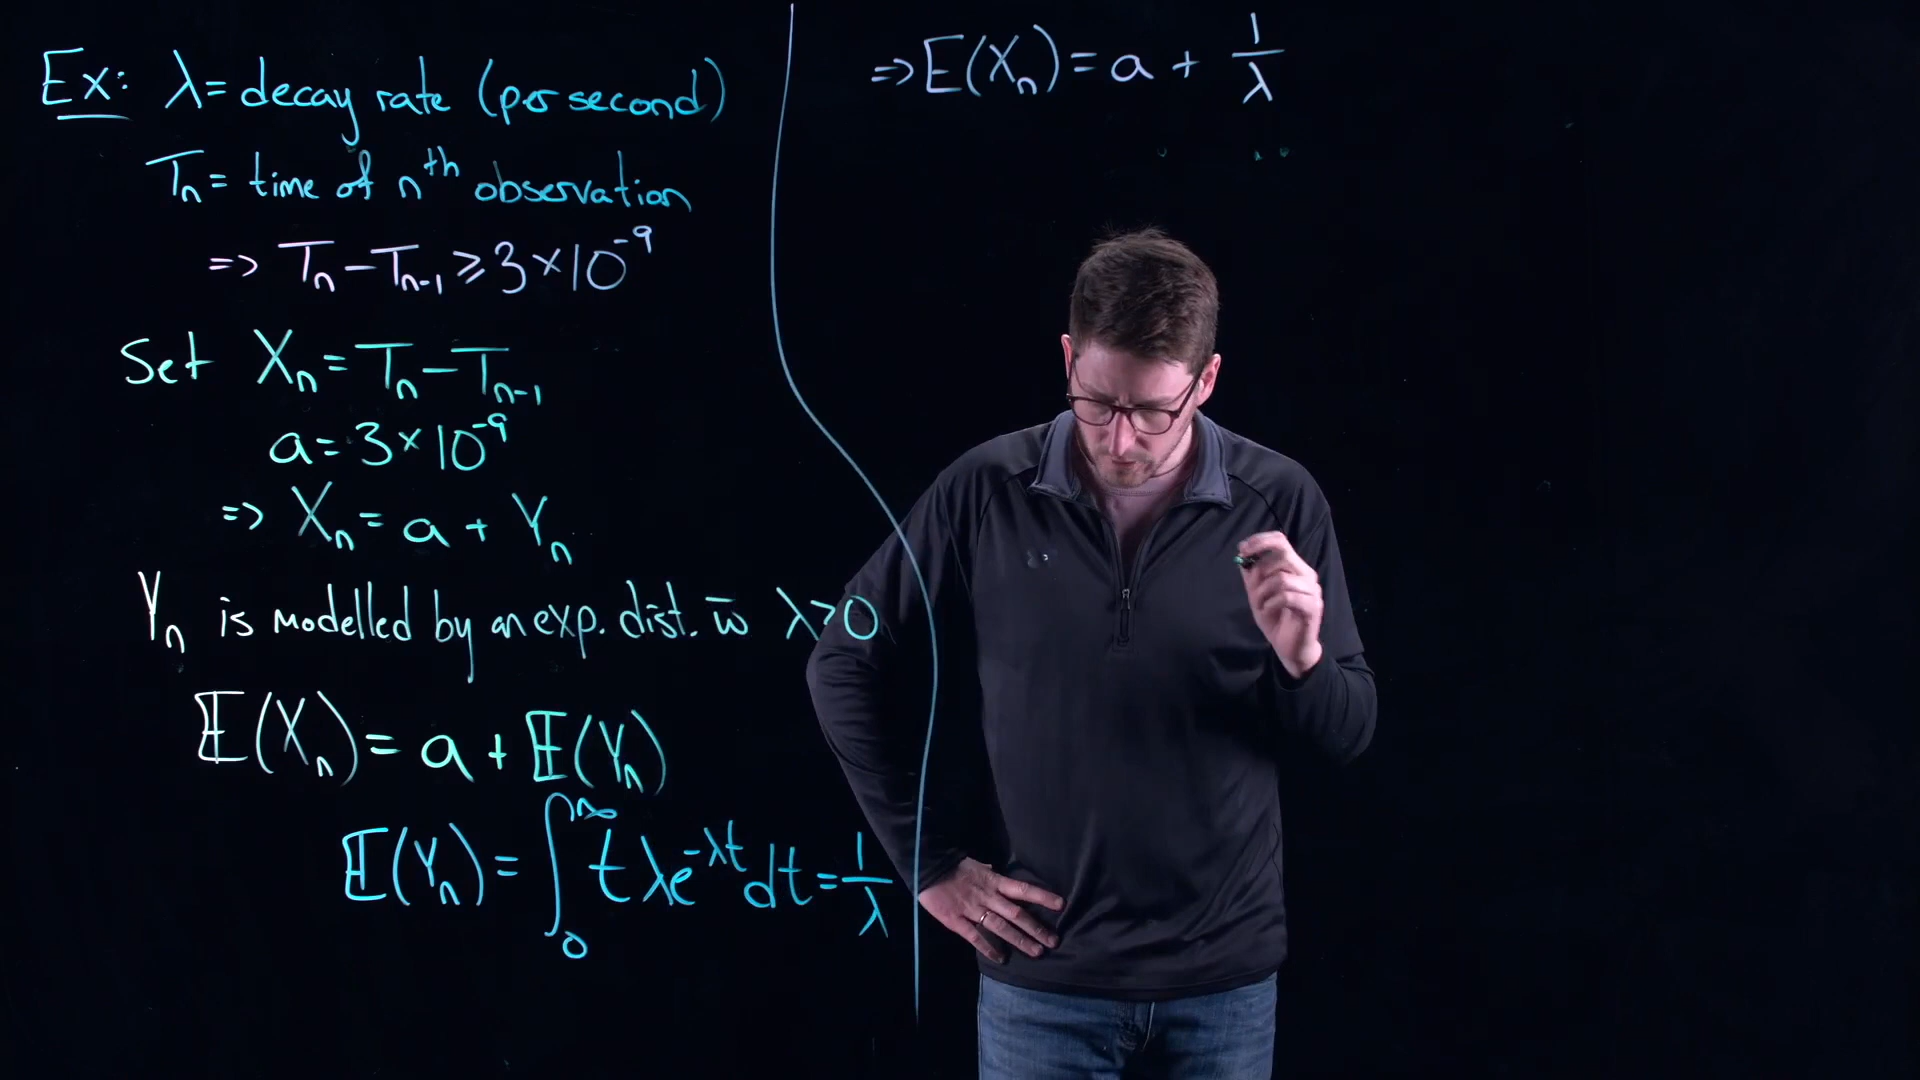 Ex: λ = decay rate (per second)
Tₙ = time of nᵗʰ observation
⇒ Tₙ − Tₙ₋₁ ⩾ 3 × 10⁻⁹
Set Xₙ = Tₙ − Tₙ₋₁
a = 3 × 10⁻⁹
⇒ Xₙ = a + Yₙ
Yₙ is modelled by an exp. dist. w̅ λ > 0
𝔼(Xₙ) = a + 𝔼(Yₙ)
𝔼(Yₙ) = ∫₀^∞ t λe^{-λt} dt = 1/λ
⇒ 𝔼(Xₙ) = a + 1/λ